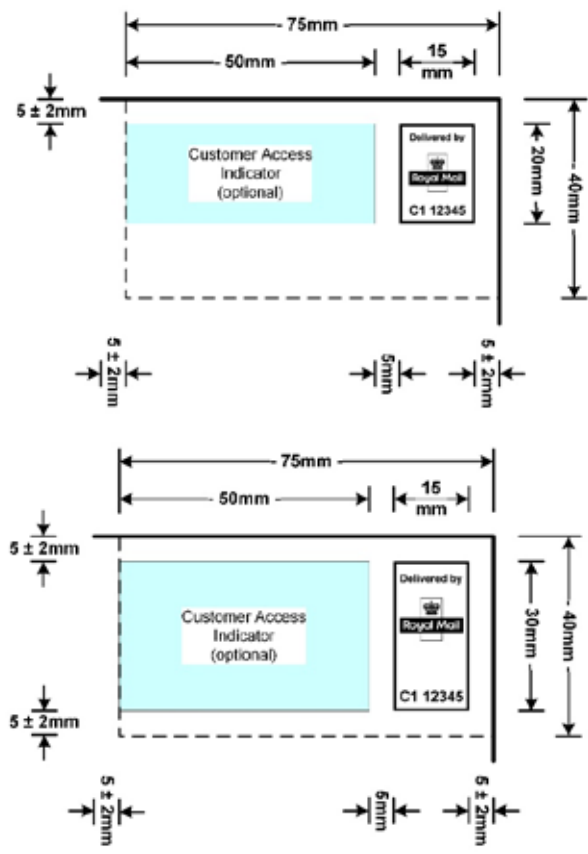 75mm
50mm
15
mm
5 ± 2mm
Customer Access
Indicator
(optional)
Delivered by
Royal Mail
C1 12345
20mm
40mm
5 ± 2mm
5mm
5 ± 2mm
75mm
50mm
15
mm
5 ± 2mm
Customer Access
Indicator
(optional)
Delivered by
Royal Mail
C1 12345
30mm
40mm
5 ± 2mm
5 ± 2mm
5mm
5 ± 2mm